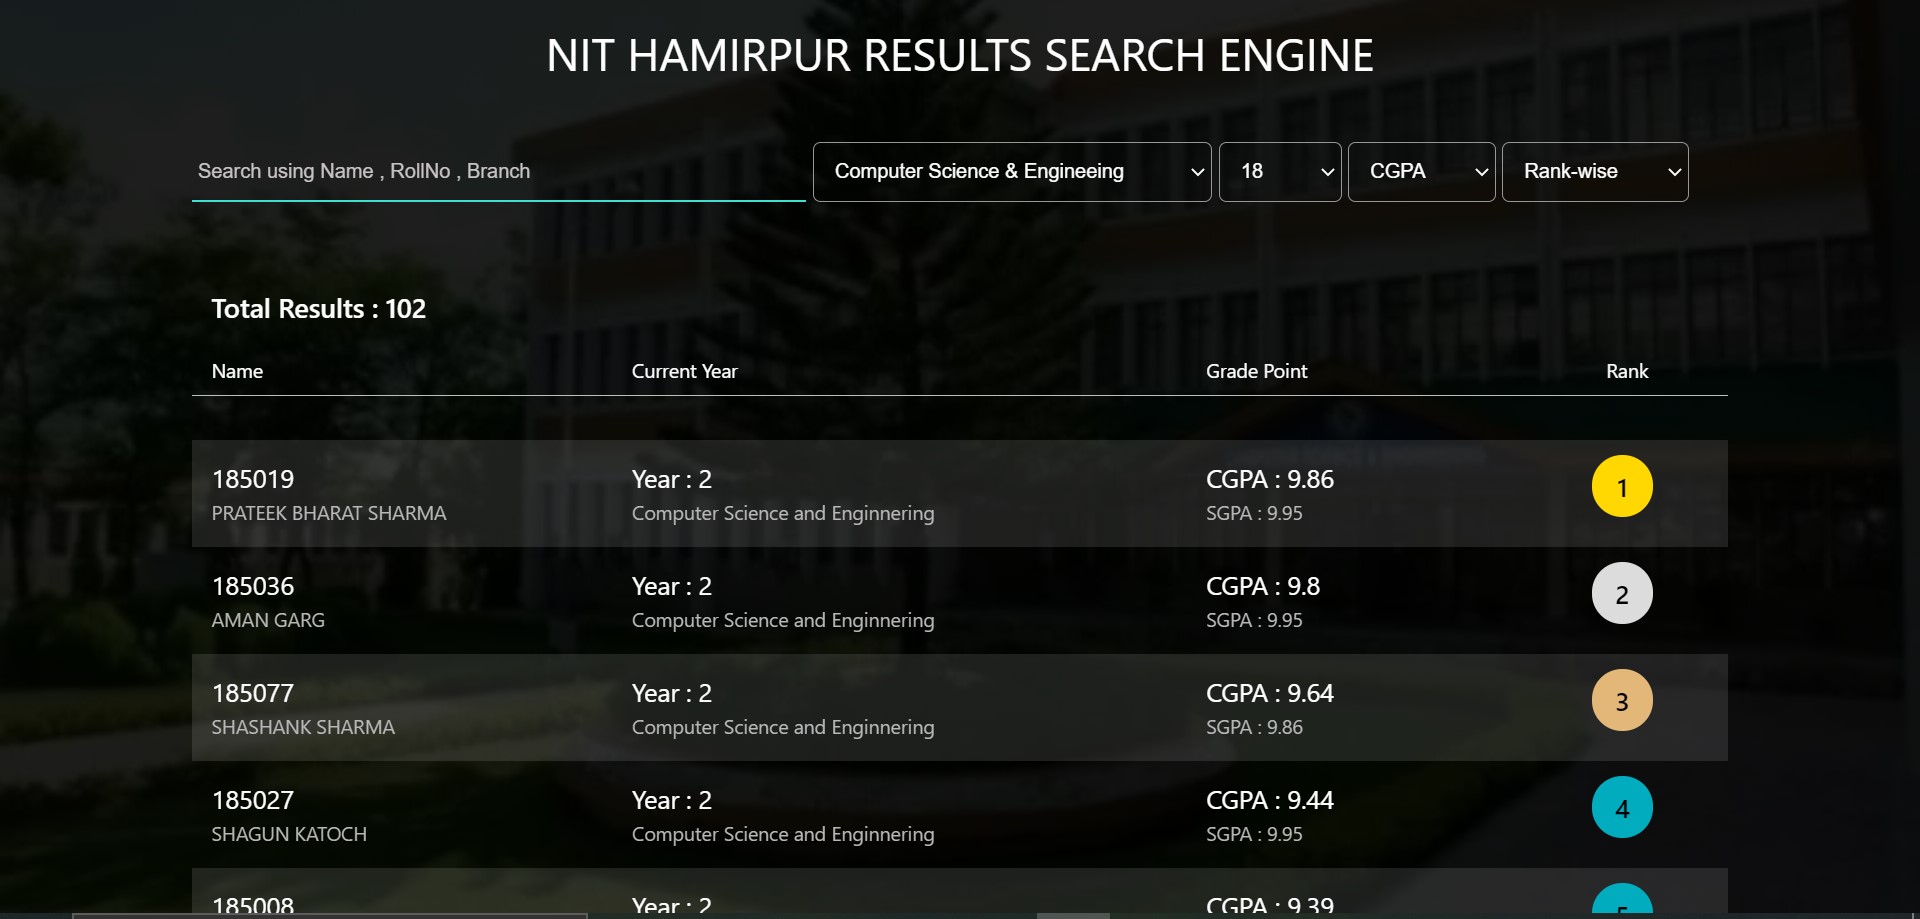 NIT HAMIRPUR RESULTS SEARCH ENGINE
Search using Name , RollNo , Branch
Computer Science & Engineeing
18
CGPA
Rank-wise
Total Results : 102
Name Current Year Grade Point Rank
185019 Year : 2 CGPA : 9.86 1
PRATEEK BHARAT SHARMA Computer Science and Enginnering SGPA : 9.95
185036 Year : 2 CGPA : 9.8 2
AMAN GARG Computer Science and Enginnering SGPA : 9.95
185077 Year : 2 CGPA : 9.64 3
SHASHANK SHARMA Computer Science and Enginnering SGPA : 9.86
185027 Year : 2 CGPA : 9.44 4
SHAGUN KATOCH Computer Science and Enginnering SGPA : 9.95
185008 Year : 2 CGPA : 9.39 5